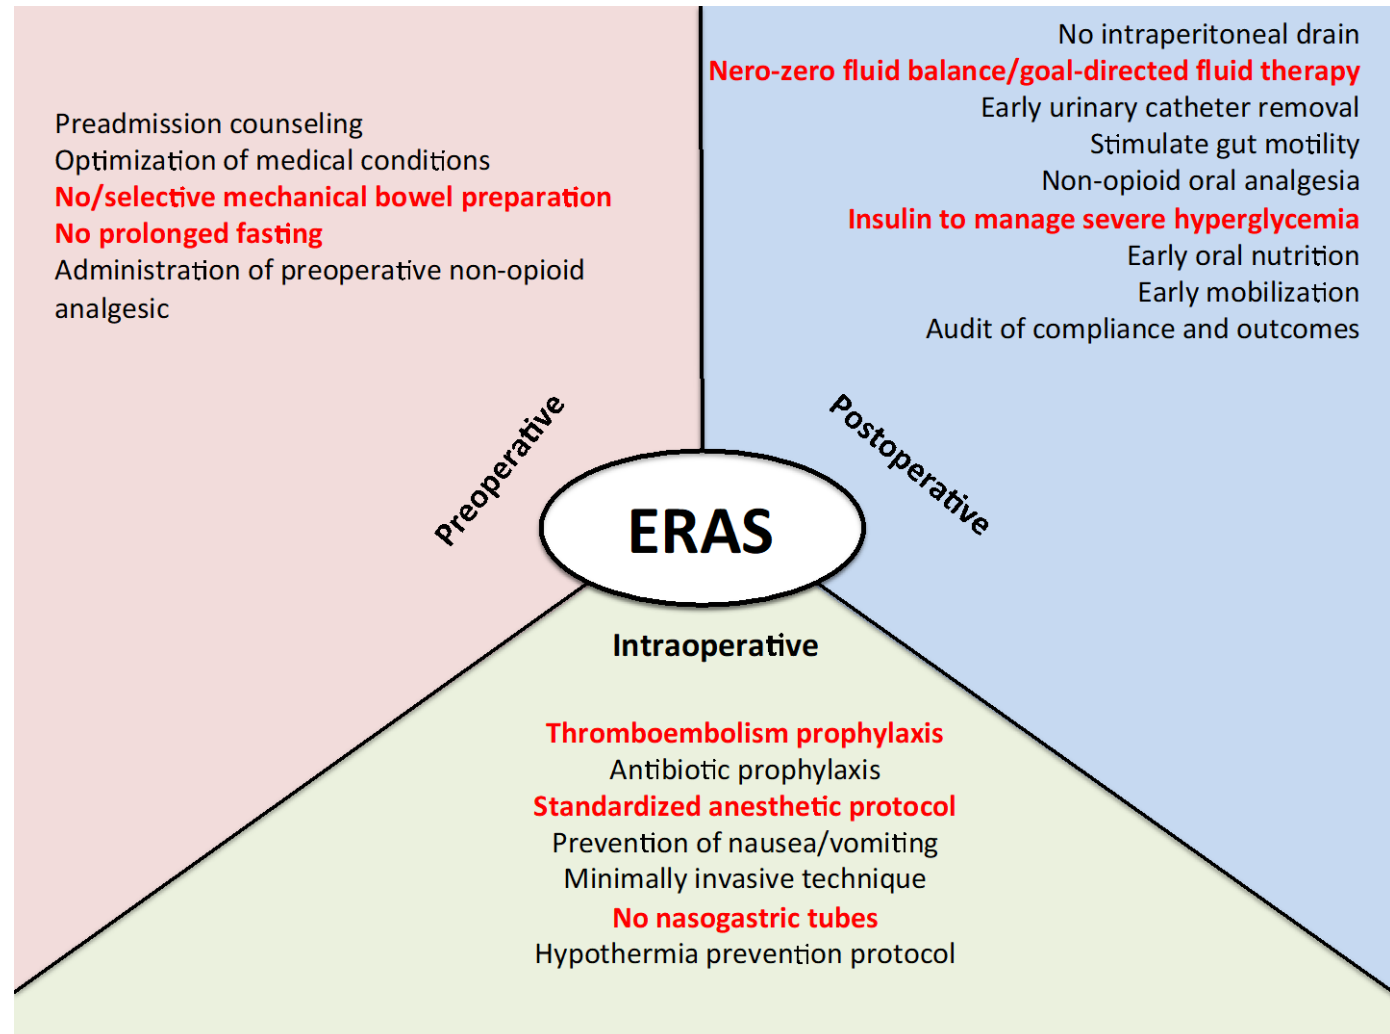 Preadmission counseling
Optimization of medical conditions
No/selective mechanical bowel preparation
No prolonged fasting
Administration of preoperative non-opioid
analgesic
Preoperative
No intraperitoneal drain
Nero-zero fluid balance/goal-directed fluid therapy
Early urinary catheter removal
Stimulate gut motility
Non-opioid oral analgesia
Insulin to manage severe hyperglycemia
Early oral nutrition
Early mobilization
Audit of compliance and outcomes
Postoperative
ERAS
Intraoperative
Thromboembolism prophylaxis
Antibiotic prophylaxis
Standardized anesthetic protocol
Prevention of nausea/vomiting
Minimally invasive technique
No nasogastric tubes
Hypothermia prevention protocol